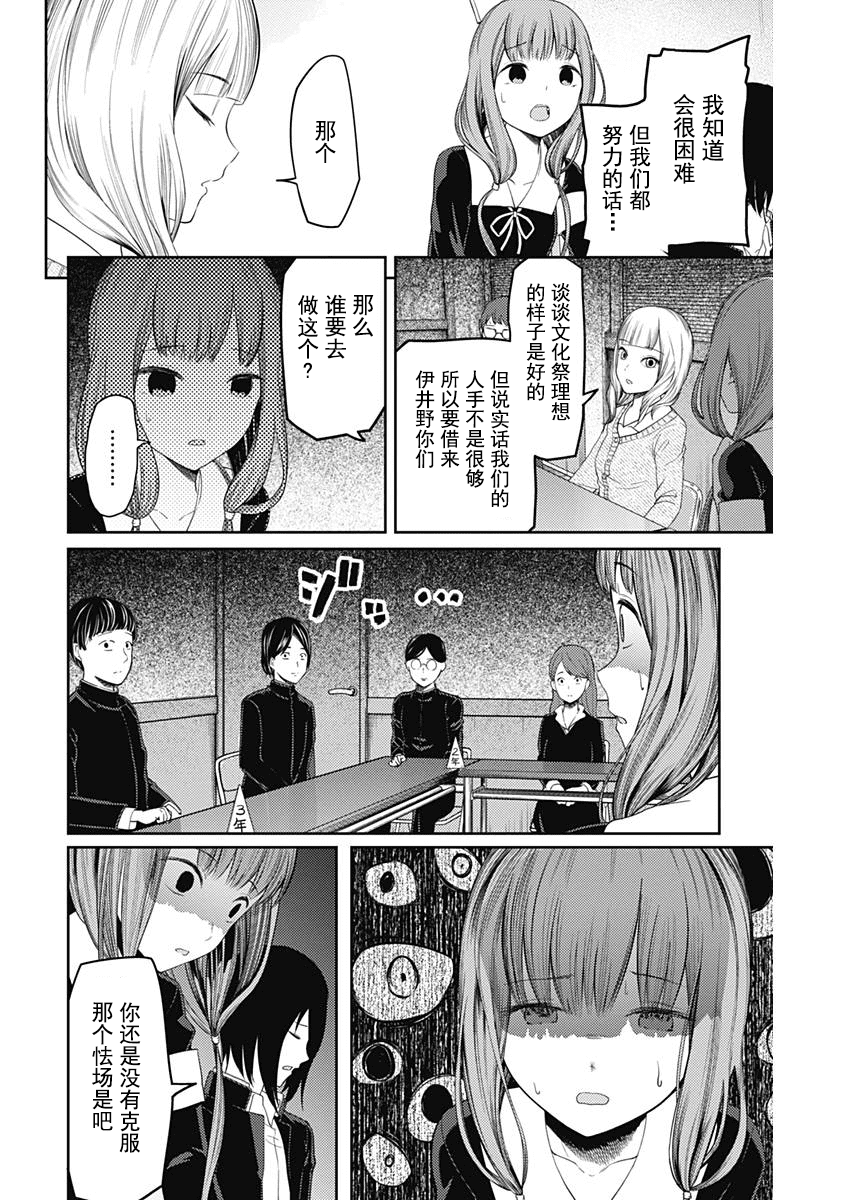 我知道
会很困难
但我们都
努力的话…
那个
谈谈文化祭理想
的样子是好的
但说实话我们的
人手不是很够
所以要借来
伊井野你们
那么
谁要去
做这个?
……
ジッ
…
2年
3年
你还是没有克服
那个怯场是吧